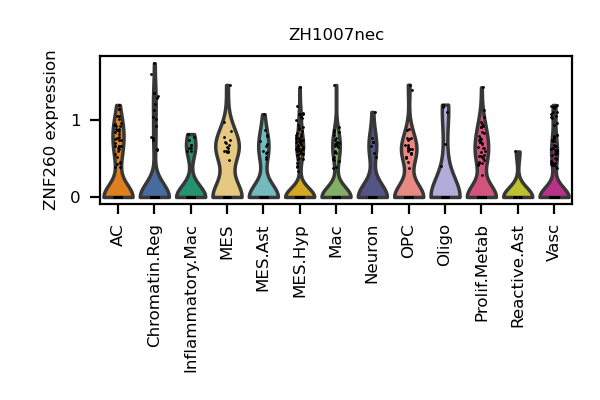 ZH1007nec
ZNF260 expression
1
0
AC
Chromatin.Reg
Inflammatory.Mac
MES
MES.Ast
MES.Hyp
Mac
Neuron
OPC
Oligo
Prolif.Metab
Reactive.Ast
Vasc